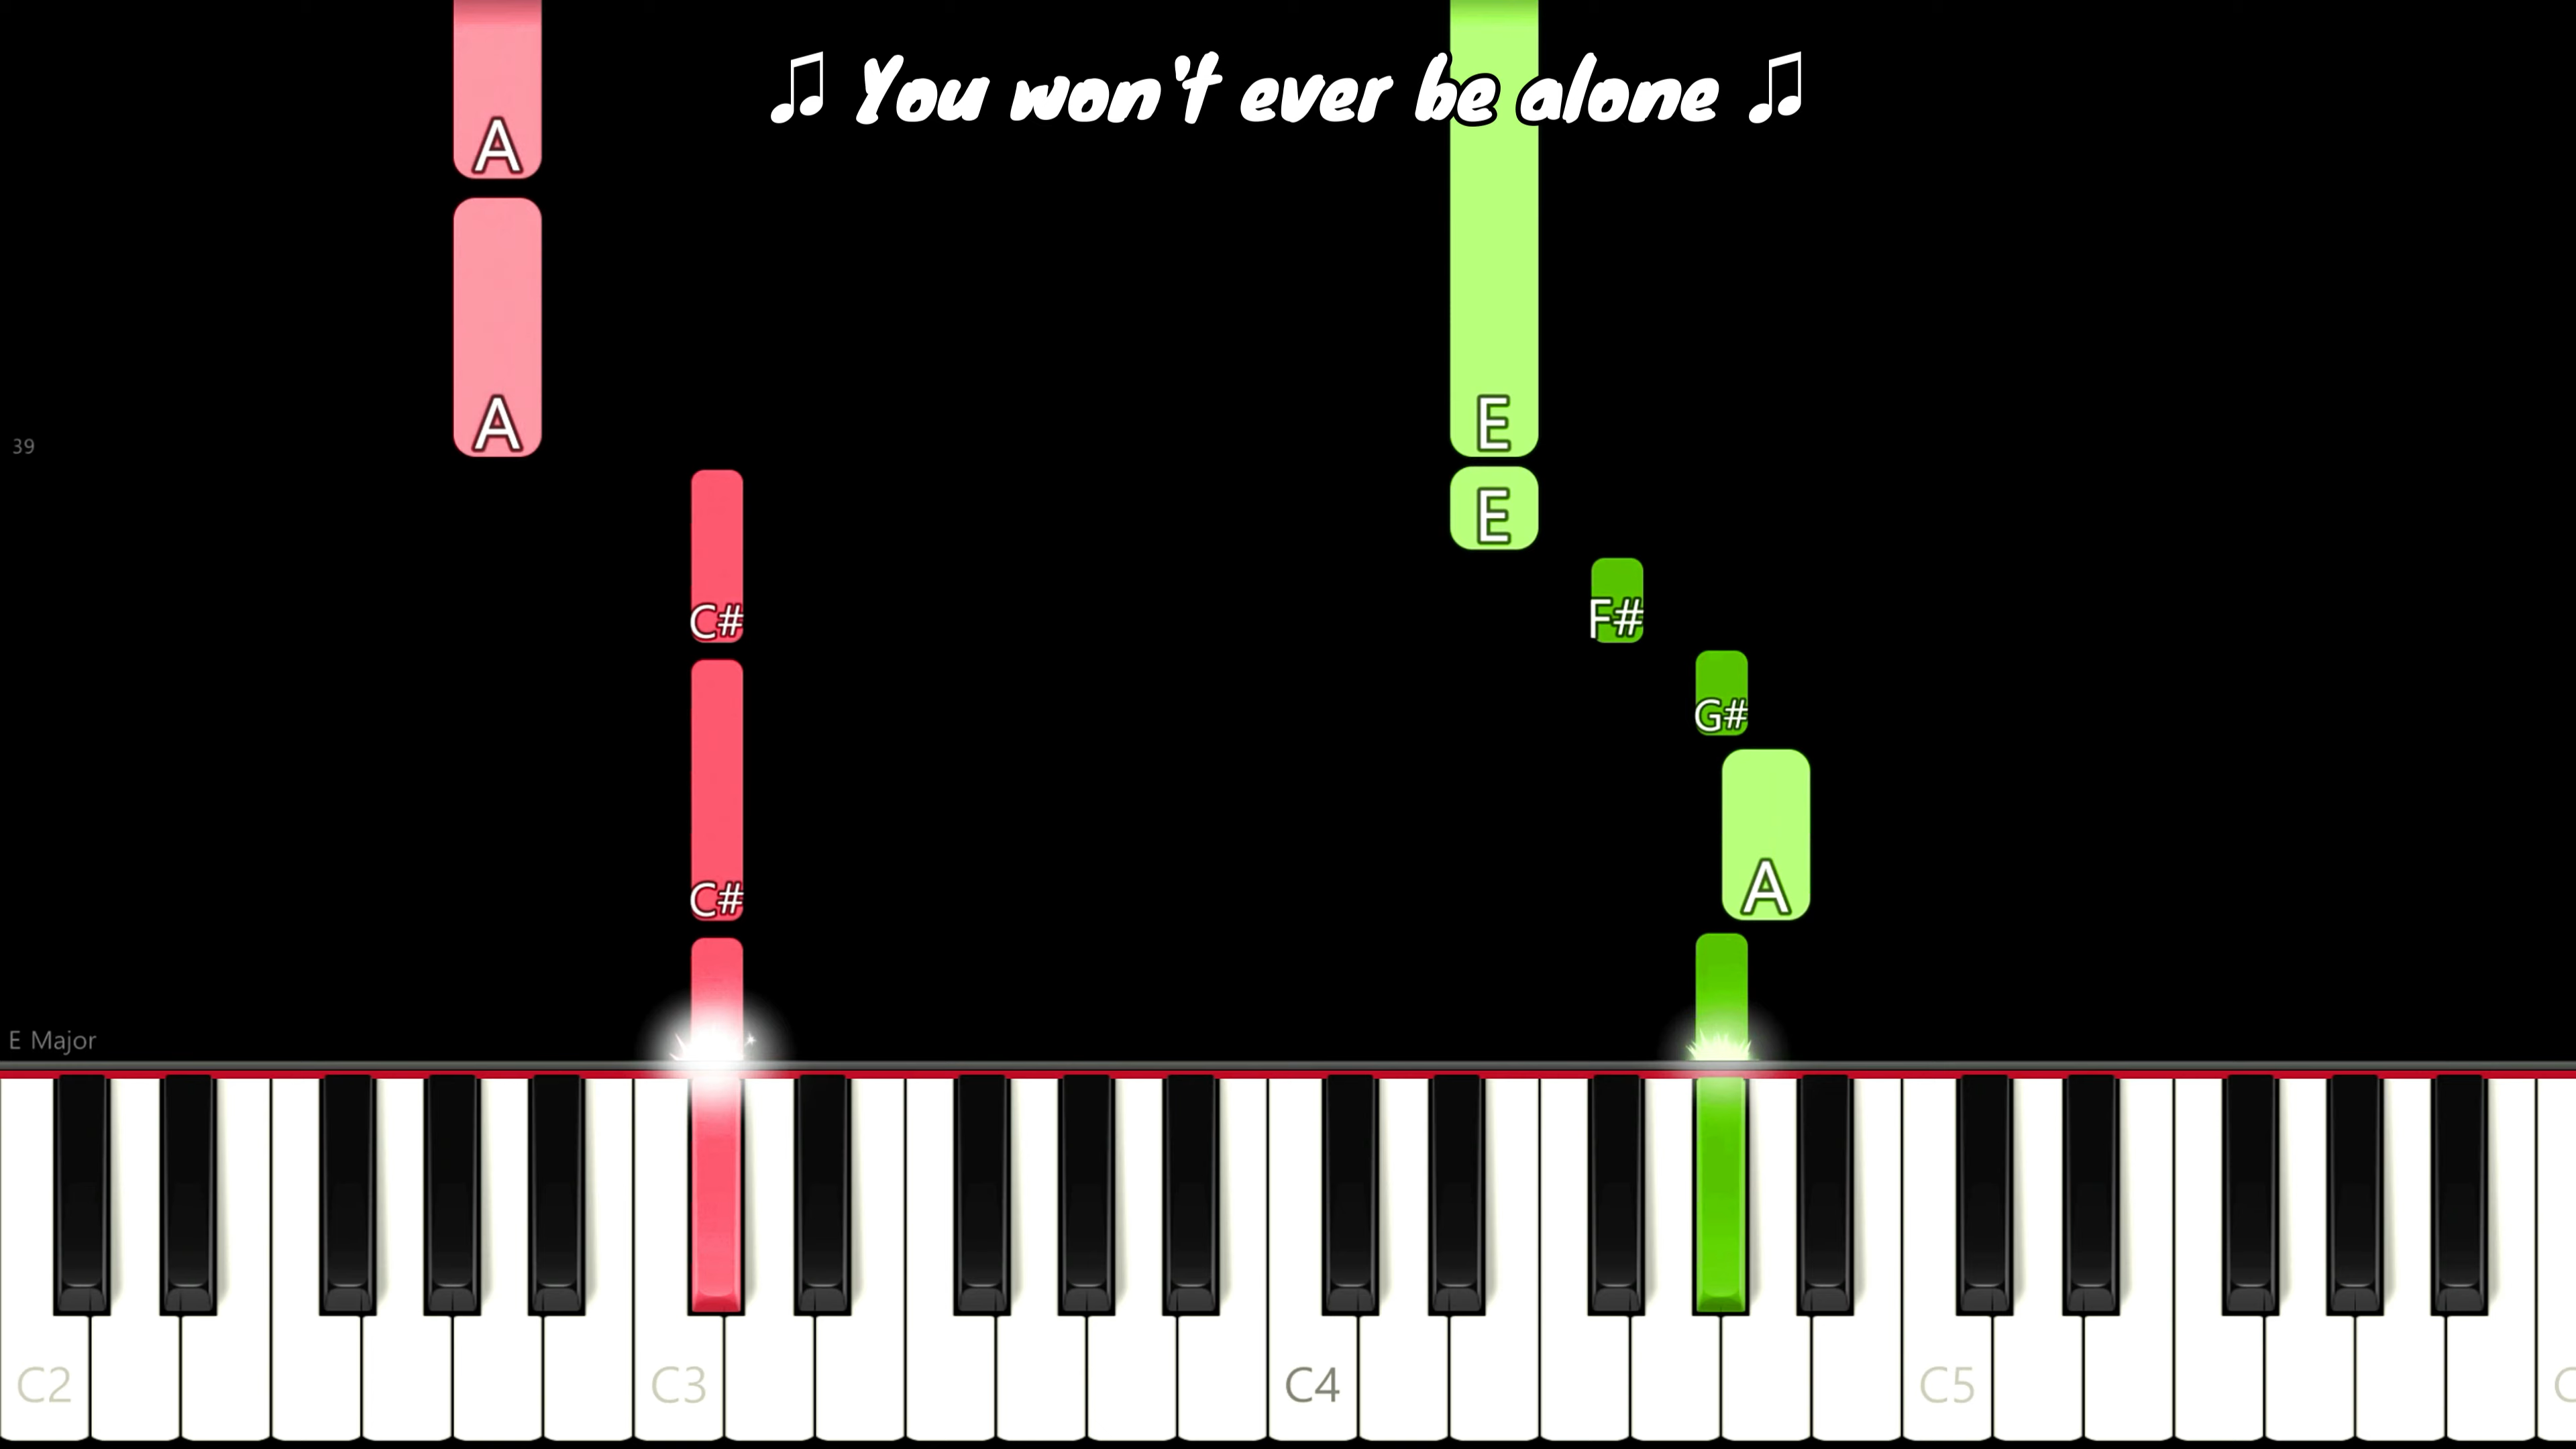 ♫ You won't ever be alone ♫
A
A
E
39
E
C#
F#
G#
C#
A
E Major
C2
C3
C4
C5
C